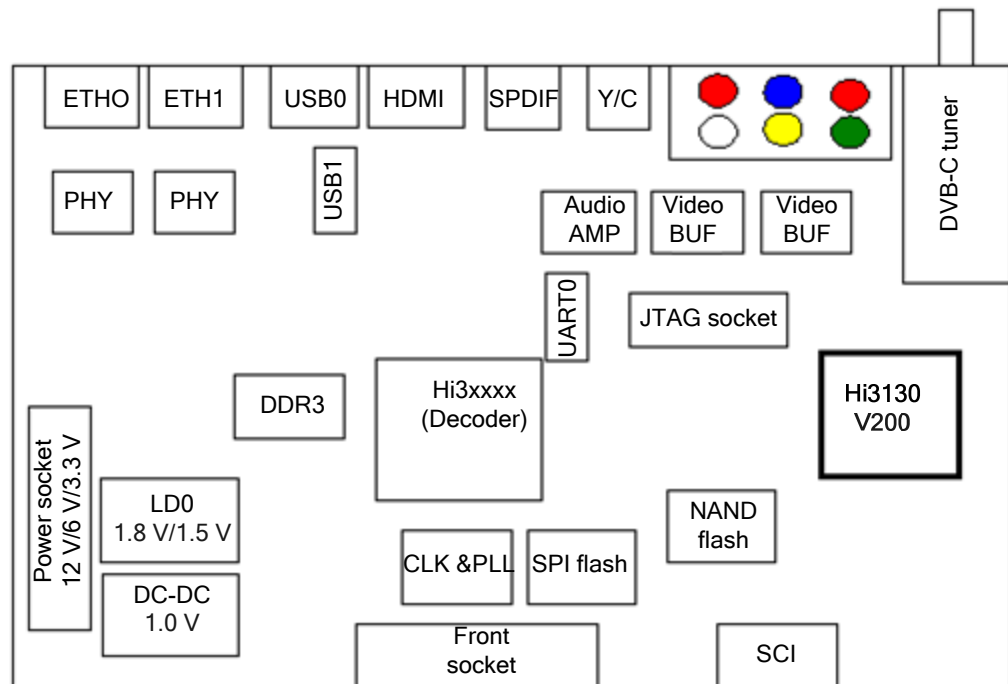 ETHO
ETH1
USB0
HDMI
SPDIF
Y/C
DVB-C tuner
PHY
PHY
USB1
Audio
AMP
Video
BUF
Video
BUF
UART0
JTAG socket
DDR3
Hi3xxxx
(Decoder)
Hi3130
V200
Power socket
12 V/6 V/3.3 V
LD0
1.8 V/1.5 V
NAND
flash
CLK &PLL
SPI flash
DC-DC
1.0 V
Front
socket
SCI